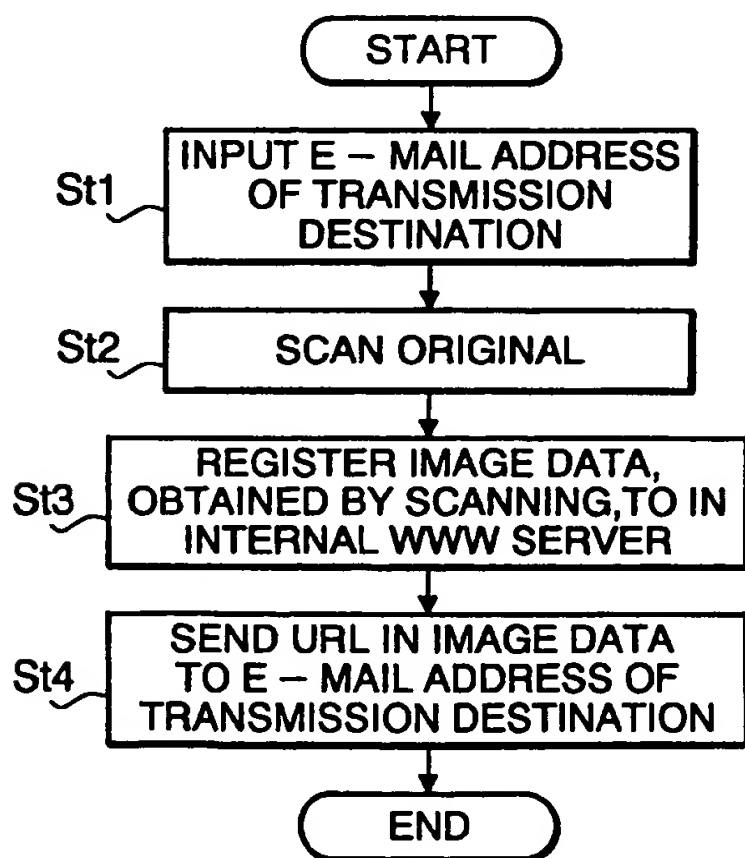 START
St1
INPUT E – MAIL ADDRESS
OF TRANSMISSION
DESTINATION
St2
SCAN ORIGINAL
St3
REGISTER IMAGE DATA,
OBTAINED BY SCANNING,TO IN
INTERNAL WWW SERVER
St4
SEND URL IN IMAGE DATA
TO E – MAIL ADDRESS OF
TRANSMISSION DESTINATION
END